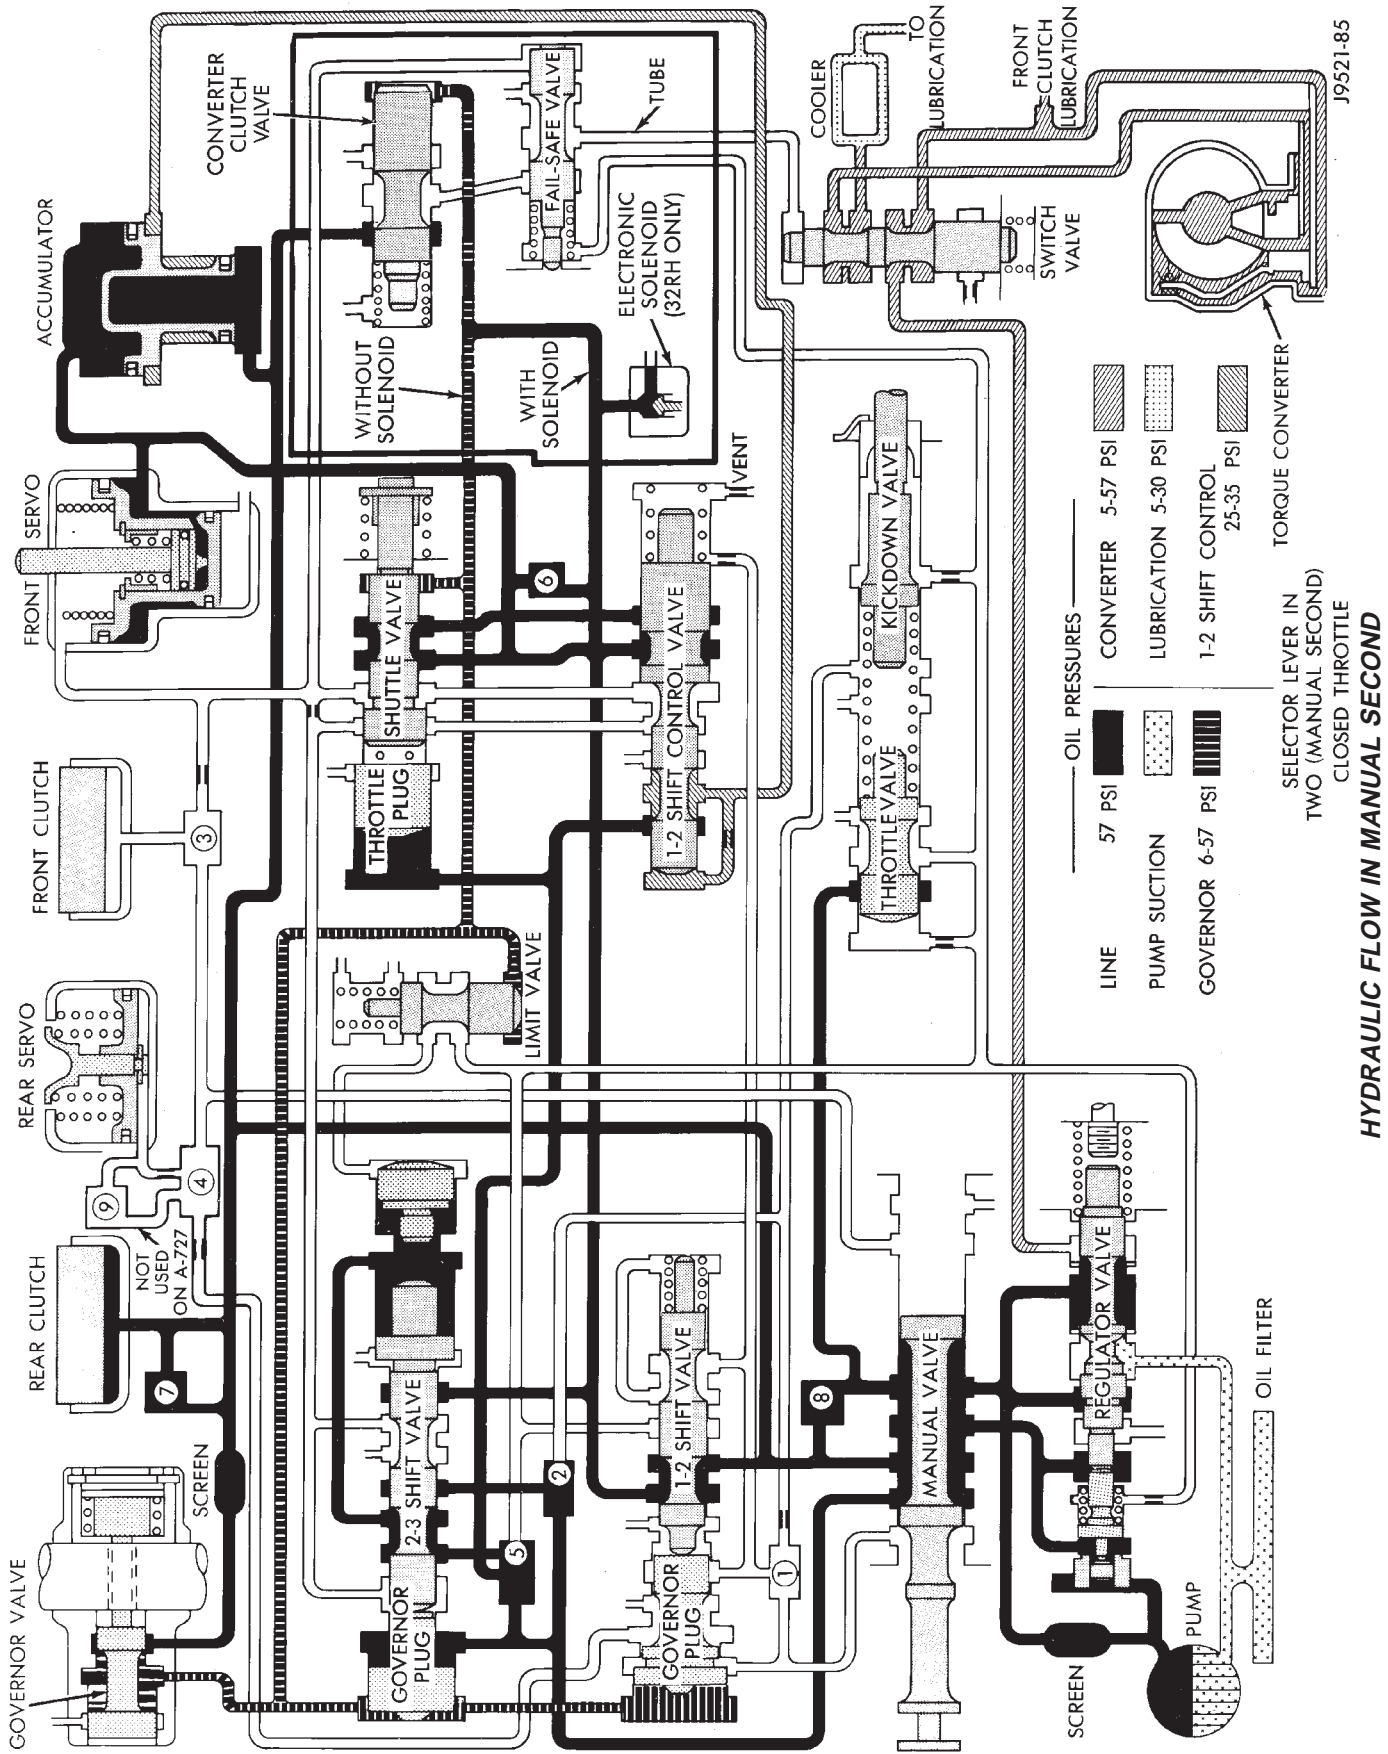 GOVERNOR VALVE
SCREEN
REAR CLUTCH
7
NOT
USED
ON A-727
9
4
REAR SERVO
FRONT CLUTCH
3
FRONT SERVO
ACCUMULATOR
CONVERTER
CLUTCH
VALVE
GOVERNOR
PLUG
2-3 SHIFT VALVE
5
2
LIMIT VALVE
THROTTLE
PLUG
SHUTTLE VALVE
WITHOUT
SOLENOID
WITH
SOLENOID
6
FAIL-SAFE VALVE
TUBE
ELECTRONIC
SOLENOID
(32RH ONLY)
GOVERNOR
PLUG
1-2 SHIFT VALVE
1
8
1-2 SHIFT CONTROL VALVE
VENT
COOLER
TO
LUBRICATION
FRONT
CLUTCH
LUBRICATION
SWITCH
VALVE
MANUAL VALVE
THROTTLE VALVE
KICKDOWN VALVE
TORQUE CONVERTER
SCREEN
PUMP
REGULATOR VALVE
OIL FILTER
OIL PRESSURES
LINE 57 PSI
PUMP SUCTION
GOVERNOR 6-57 PSI
CONVERTER 5-57 PSI
LUBRICATION 5-30 PSI
1-2 SHIFT CONTROL
25-35 PSI
SELECTOR LEVER IN
TWO (MANUAL SECOND)
CLOSED THROTTLE
J9521-85
HYDRAULIC FLOW IN MANUAL SECOND